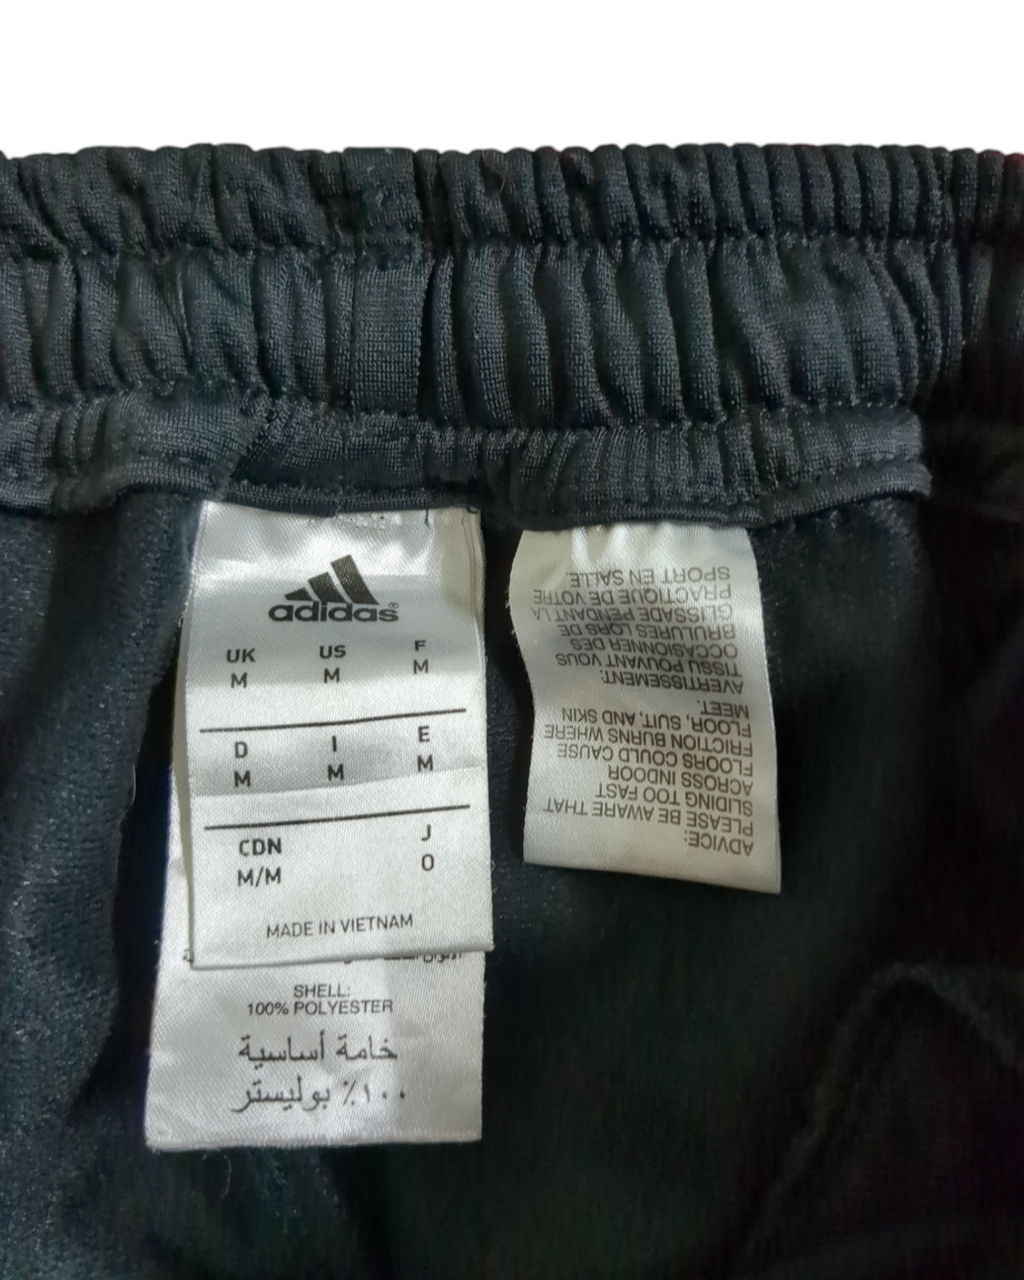 adidas®
UK US F
M M M
D I E
M M M
CDN J
M/M O
MADE IN VIETNAM
SHELL:
100% POLYESTER
خامة أساسية
١٠٠٪ بوليستر
ADVICE:
PLEASE BE AWARE THAT
SLIDING TOO FAST
ACROSS INDOOR
FLOORS COULD CAUSE
FRICTION BURNS WHERE
FLOOR, SUIT, AND SKIN
MEET.
AVERTISSEMENT:
TISSU POUVANT VOUS
OCCASIONNER DES
BRULURES LORS DE
GLISSADE PENDANT LA
PRACTIQUE DE VOTRE
SPORT EN SALLE.